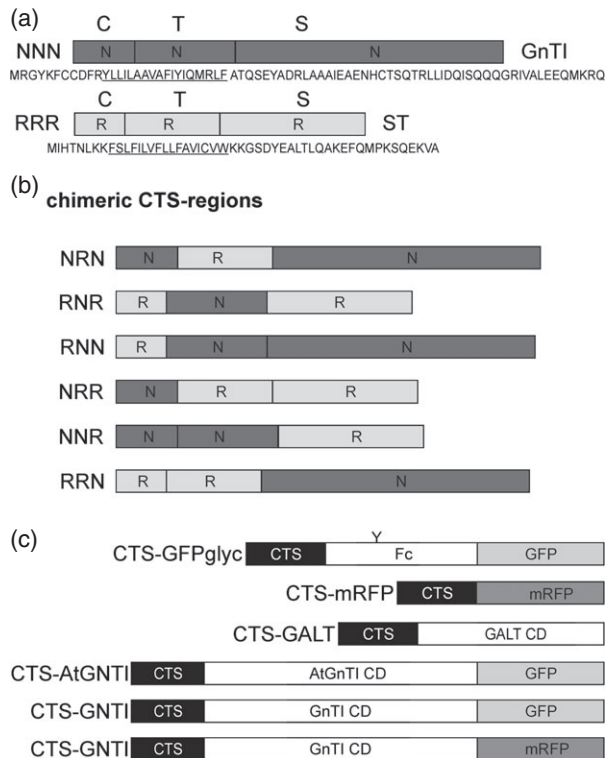 (a)
C T S
NNN N N N GnTI
MRGYKFCCDFRYLLILAAVAFIYIQMRLFATQSEYADRLAAAIEAENHCTSQTRLLIDQISQQQGRIVALEEQMKRQ
C T S
RRR R R R ST
MIHTNLKKFSLFILVFLLFAVICVWKKGSDYEALTLQAKEFQMPKSQEKVA
(b) chimeric CTS-regions
NRN N R N
RNR R N R
RNN R N N
NRR N R R
NNR N N R
RRN R R N
(c)
Y
CTS-GFPglyc CTS Fc GFP
CTS-mRFP CTS mRFP
CTS-GALT CTS GALT CD
CTS-AtGNTI CTS AtGnTI CD GFP
CTS-GNTI CTS GnTI CD GFP
CTS-GNTI CTS GnTI CD mRFP